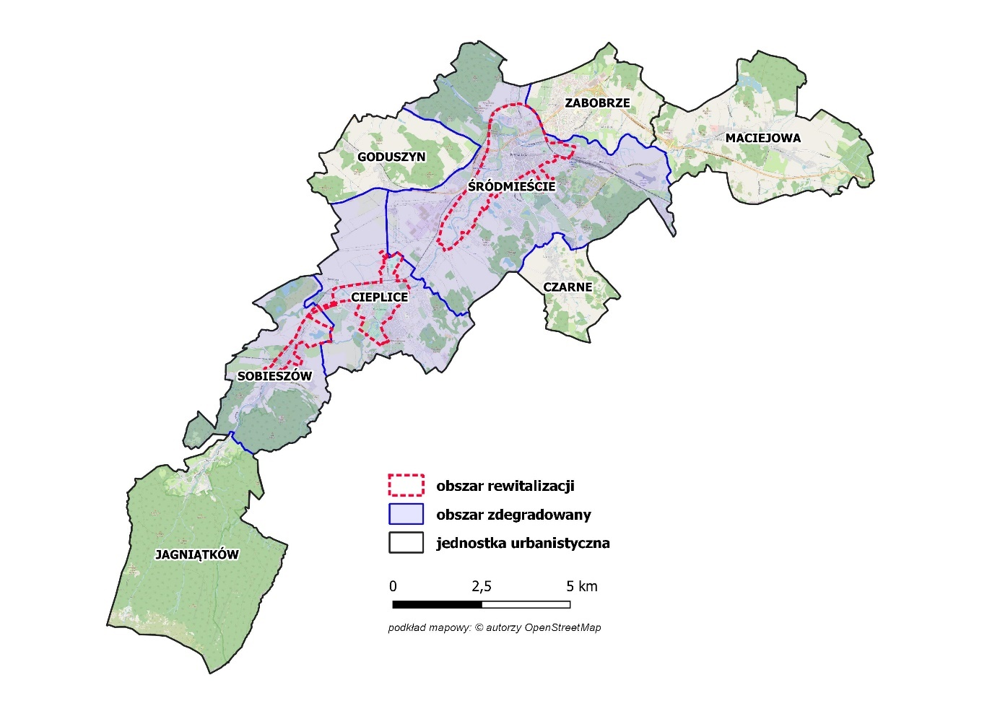 ZABOBRZE
MACIEJOWA
GODUSZYN
ŚRÓDMIEŚCIE
CZARNE
CIEPLICE
SOBIESZÓW
JAGNIĄTKÓW
obszar rewitalizacji
obszar zdegradowany
jednostka urbanistyczna
0 2,5 5 km
podkład mapowy: © autorzy OpenStreetMap